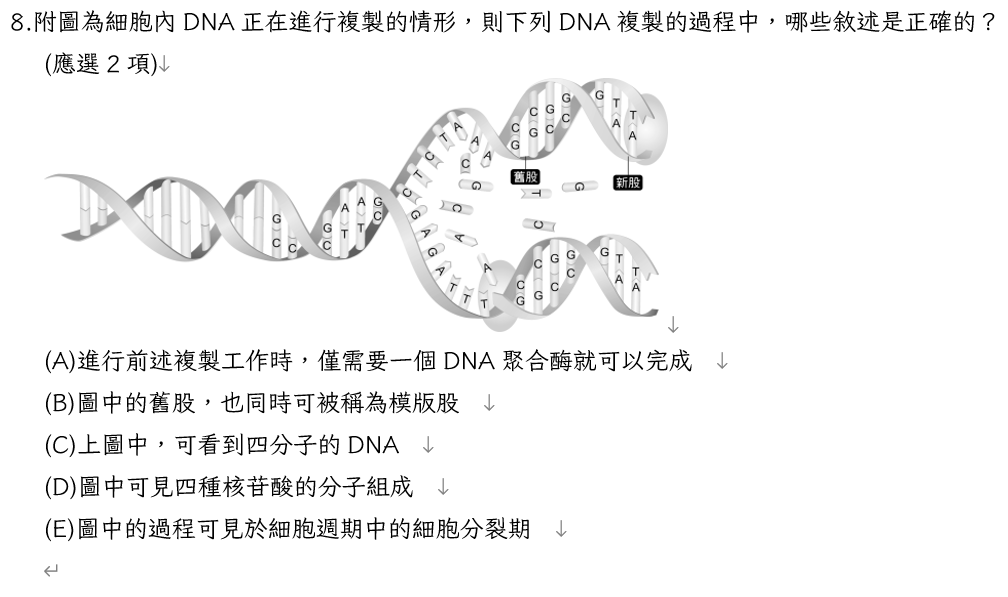 8.附圖為細胞內 DNA 正在進行複製的情形，則下列 DNA 複製的過程中，哪些敘述是正確的？
(應選 2 項)↓
G T T A A
C C G G G G C C
舊股 新股
A T C T C A A A
C G T G C A C A
G C C G C A T A T G C
G A G A T T T
C G C G G C G C G T T A A
↓
(A)進行前述複製工作時，僅需要一個 DNA 聚合酶就可以完成 ↓
(B)圖中的舊股，也同時可被稱為模版股 ↓
(C)上圖中，可看到四分子的 DNA ↓
(D)圖中可見四種核苷酸的分子組成 ↓
(E)圖中的過程可見於細胞週期中的細胞分裂期 ↓
↵